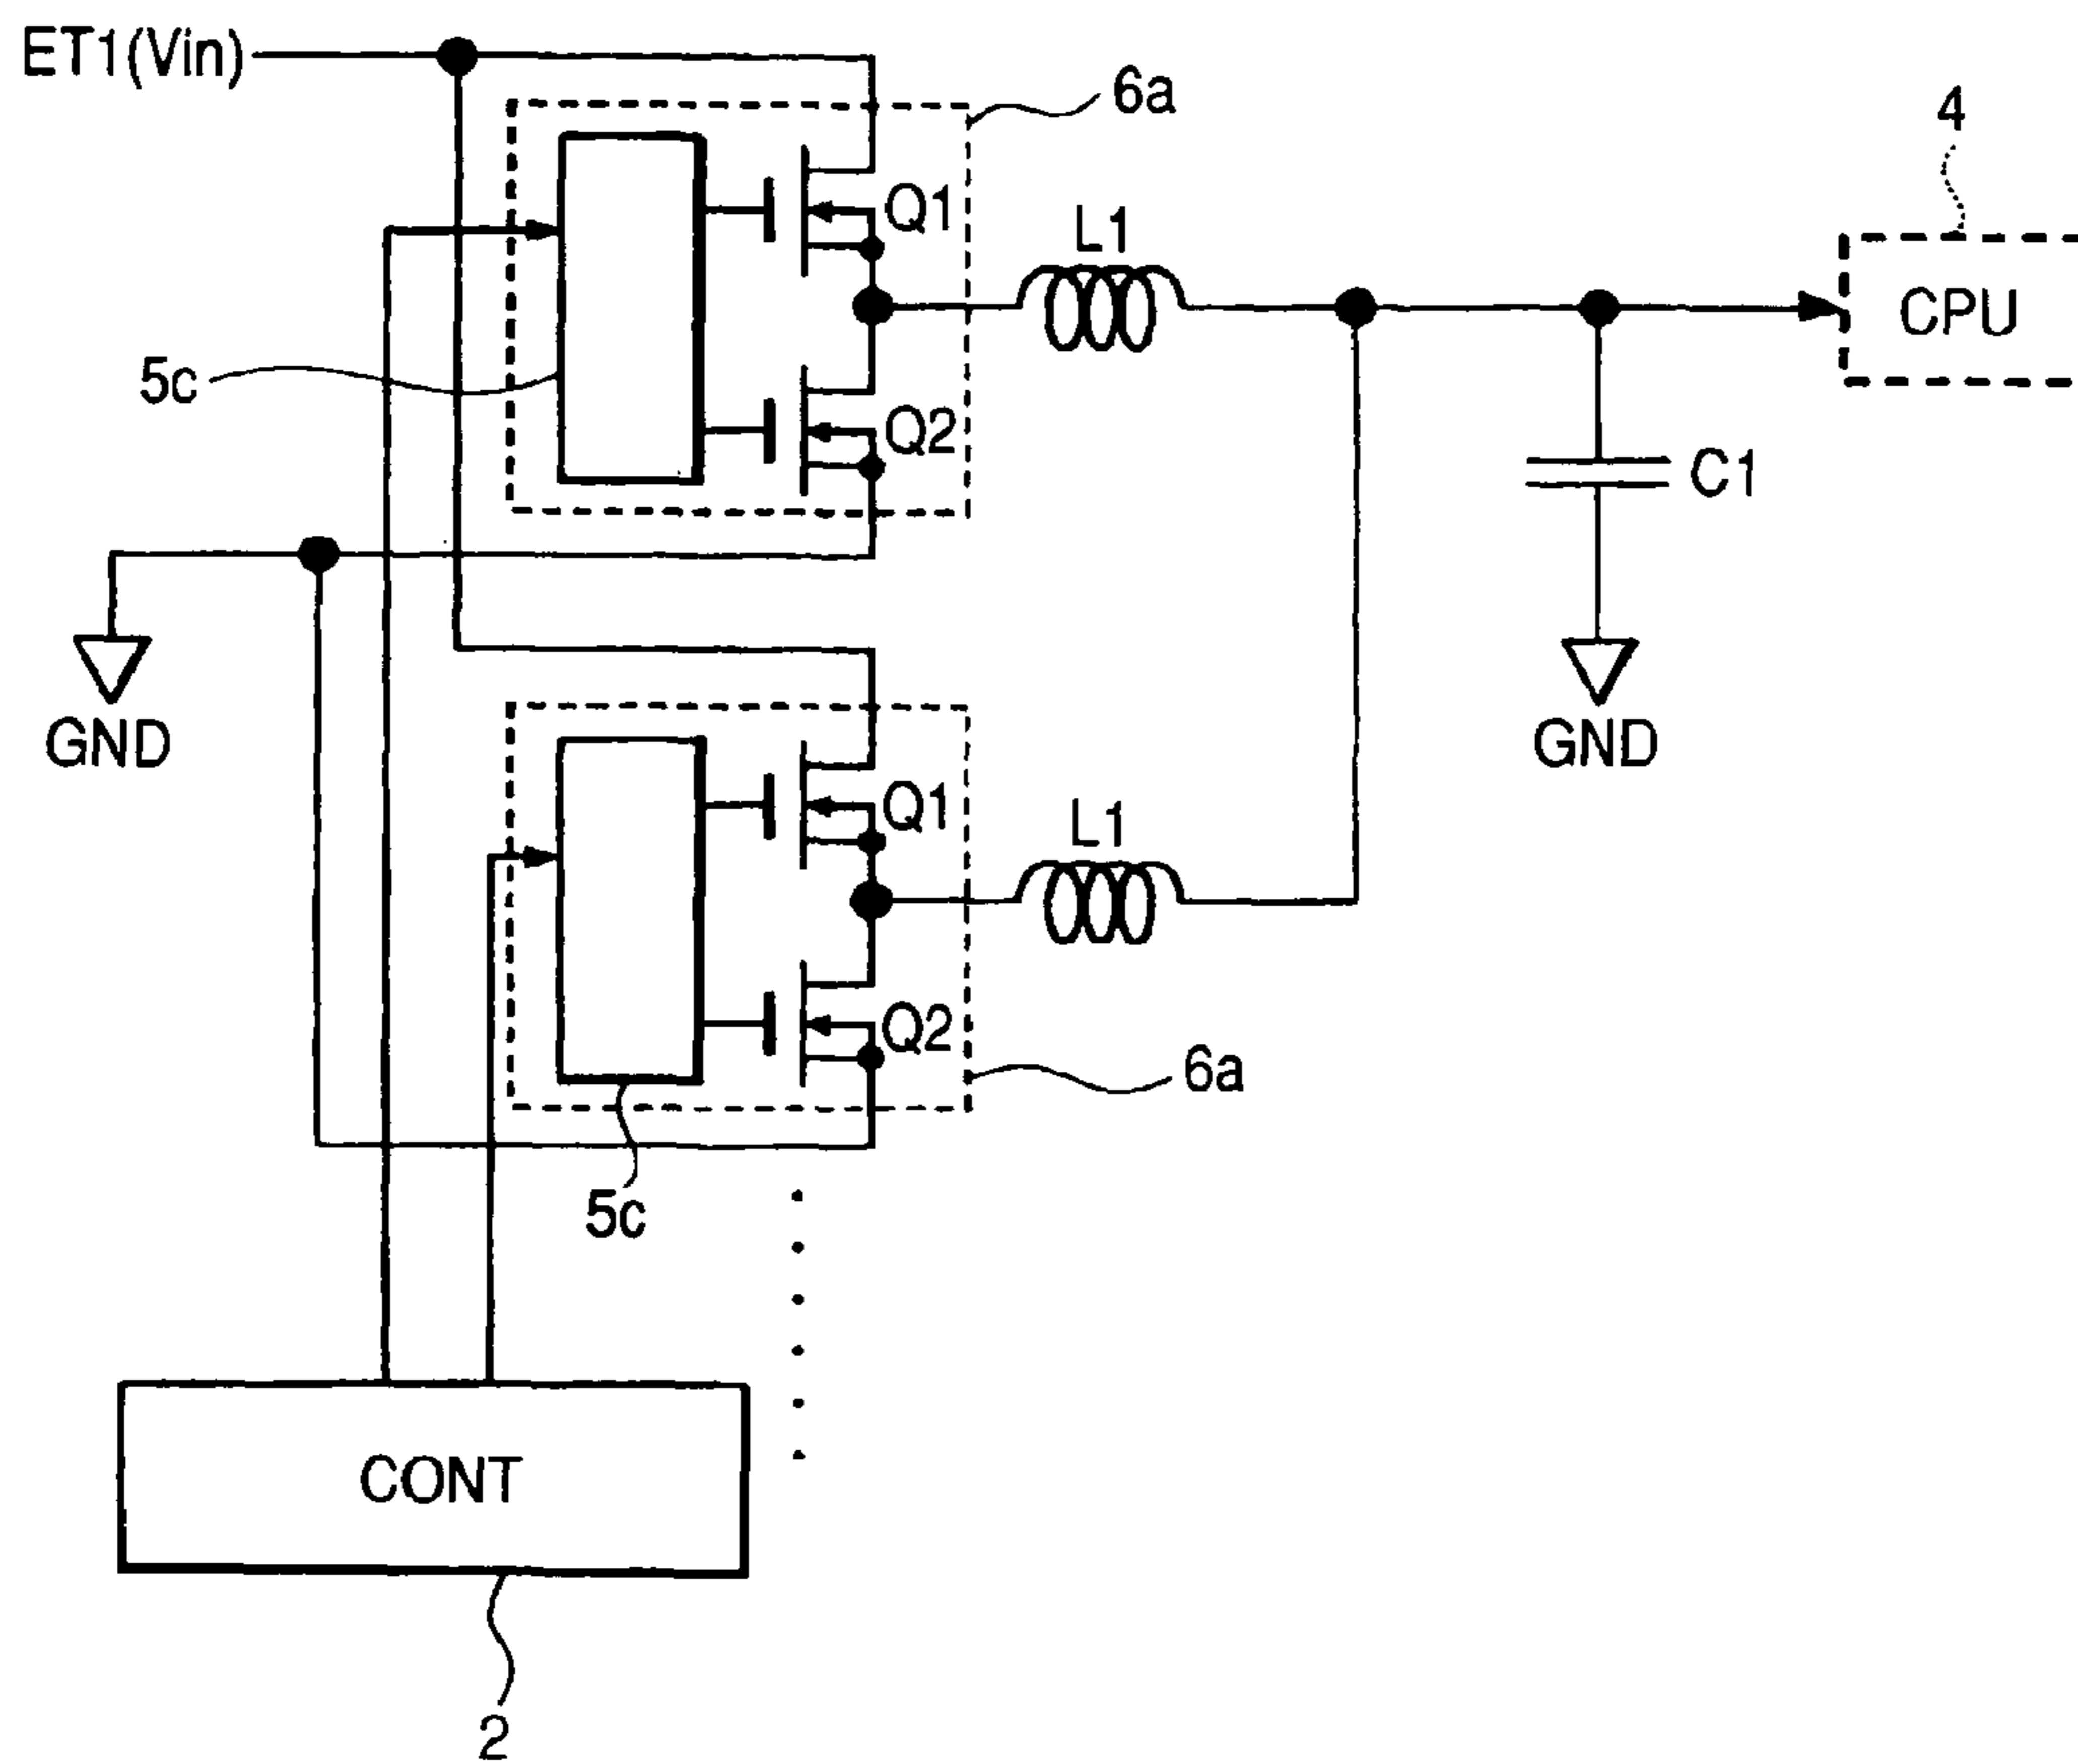 ET1(Vin)
6a
4
Q1
L1
CPU
5c
Q2
C1
GND
GND
Q1
L1
Q2
6a
5c
CONT
2